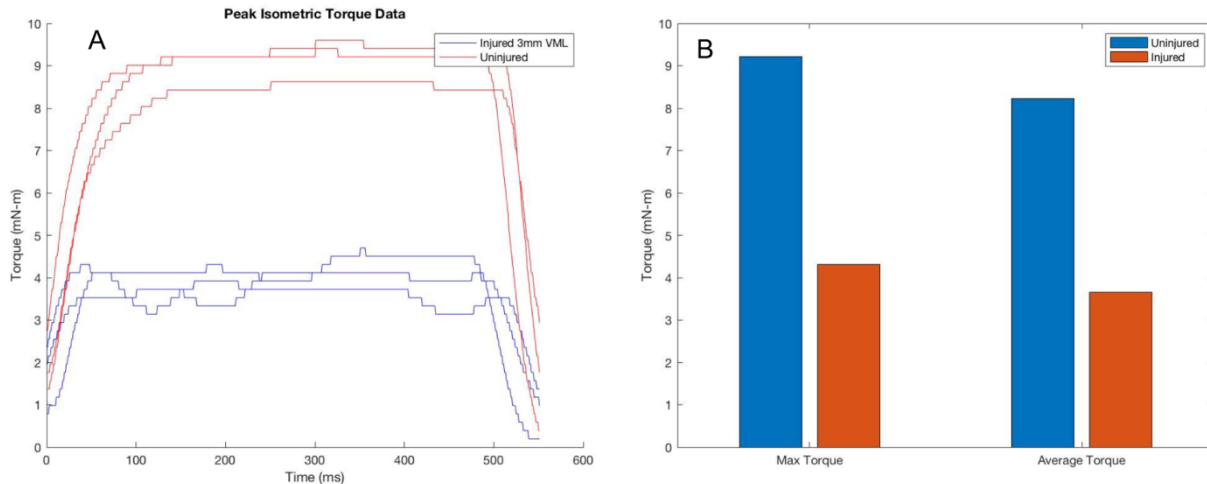 Peak Isometric Torque Data
A
Injured 3mm VML
Uninjured
Torque (mN-m)
10
9
8
7
6
5
4
3
2
1
0
0 100 200 300 400 500 600
Time (ms)
B
Uninjured
Injured
Torque (mN-m)
10
9
8
7
6
5
4
3
2
1
0
Max Torque Average Torque